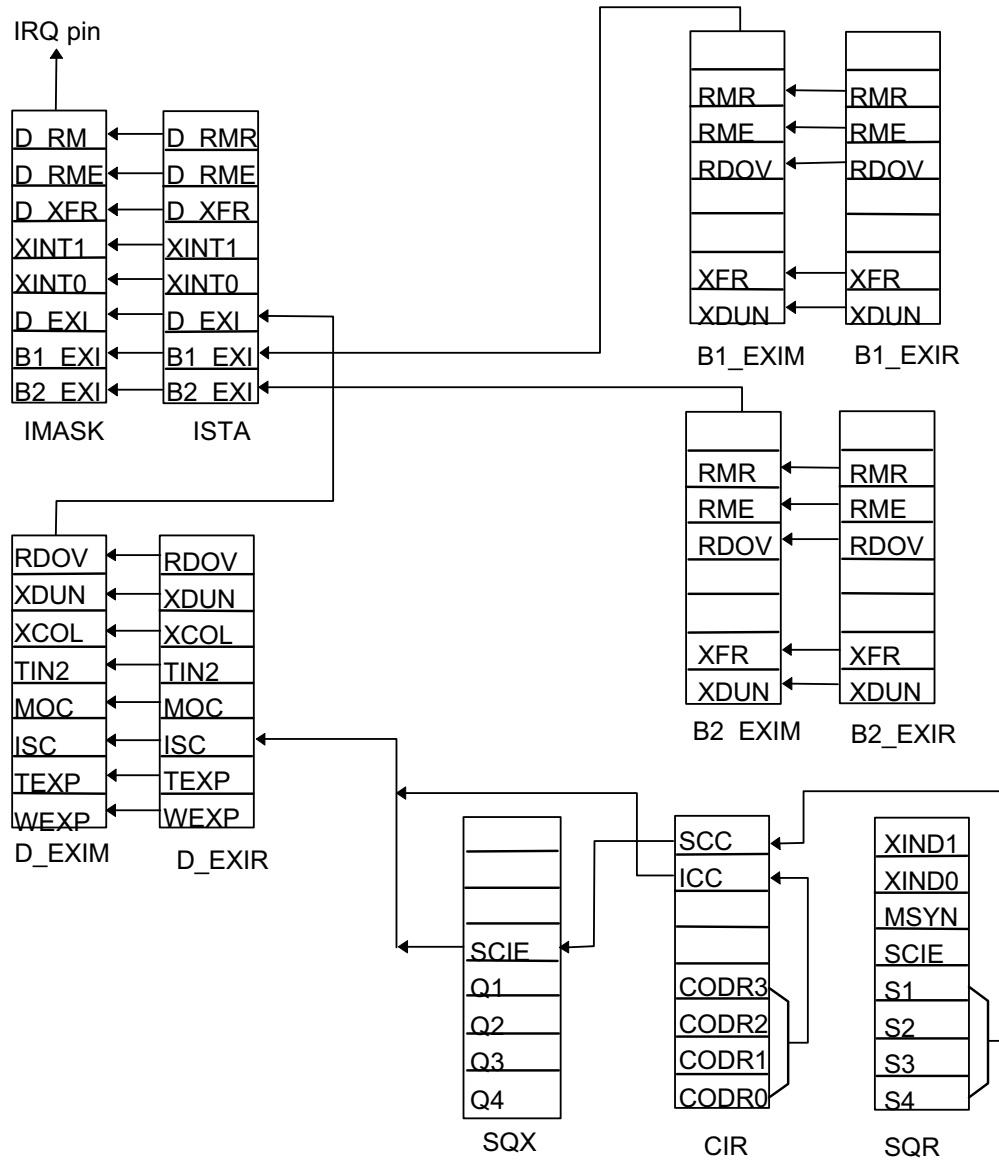 IRQ pin
D_RM
D_RME
D_XFR
XINT1
XINT0
D_EXI
B1_EXI
B2_EXI
IMASK
D_RMR
D_RME
D_XFR
XINT1
XINT0
D_EXI
B1_EXI
B2_EXI
ISTA
RMR
RME
RDOV
XFR
XDUN
B1_EXIM
RMR
RME
RDOV
XFR
XDUN
B1_EXIR
RMR
RME
RDOV
XFR
XDUN
B2_EXIM
RMR
RME
RDOV
XFR
XDUN
B2_EXIR
RDOV
XDUN
XCOL
TIN2
MOC
ISC
TEXP
WEXP
D_EXIM
RDOV
XDUN
XCOL
TIN2
MOC
ISC
TEXP
WEXP
D_EXIR
SCIE
Q1
Q2
Q3
Q4
SQX
SCC
ICC
CODR3
CODR2
CODR1
CODR0
CIR
XIND1
XIND0
MSYN
SCIE
S1
S2
S3
S4
SQR